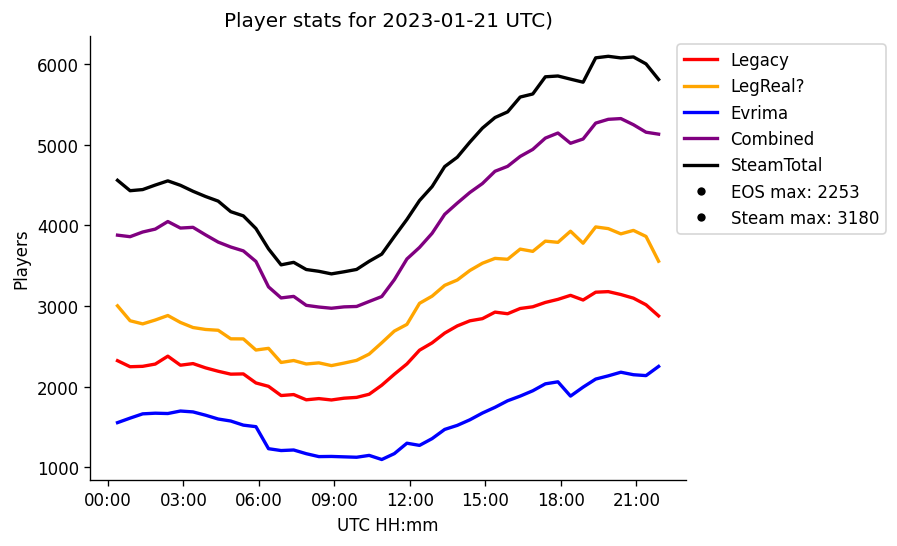 Player stats for 2023-01-21 UTC)
Legacy
LegReal?
Evrima
Combined
SteamTotal
EOS max: 2253
Steam max: 3180
Players
6000
5000
4000
3000
2000
1000
00:00 03:00 06:00 09:00 12:00 15:00 18:00 21:00
UTC HH:mm